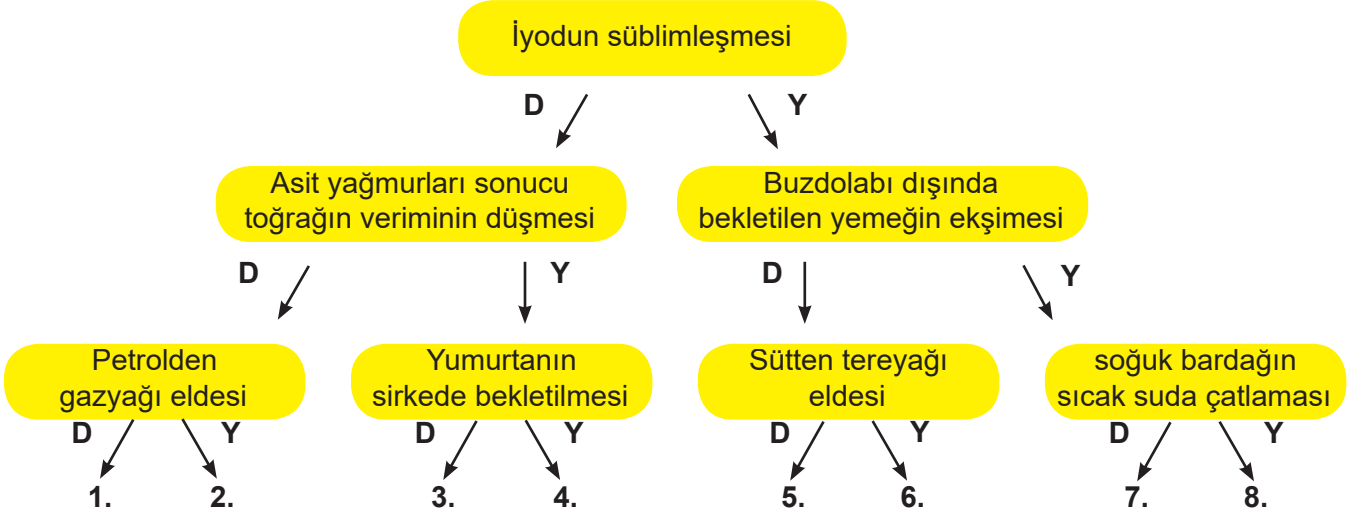 İyodun süblimleşmesi
D
Y
Asit yağmurları sonucu
toğrağın veriminin düşmesi
Buzdolabı dışında
bekletilen yemeğin ekşimesi
D
Y
D
Y
Petrolden
gazyağı eldesi
Yumurtanın
sirkede bekletilmesi
Sütten tereyağı
eldesi
soğuk bardağın
sıcak suda çatlaması
D
Y
D
Y
D
Y
D
Y
1.
2.
3.
4.
5.
6.
7.
8.